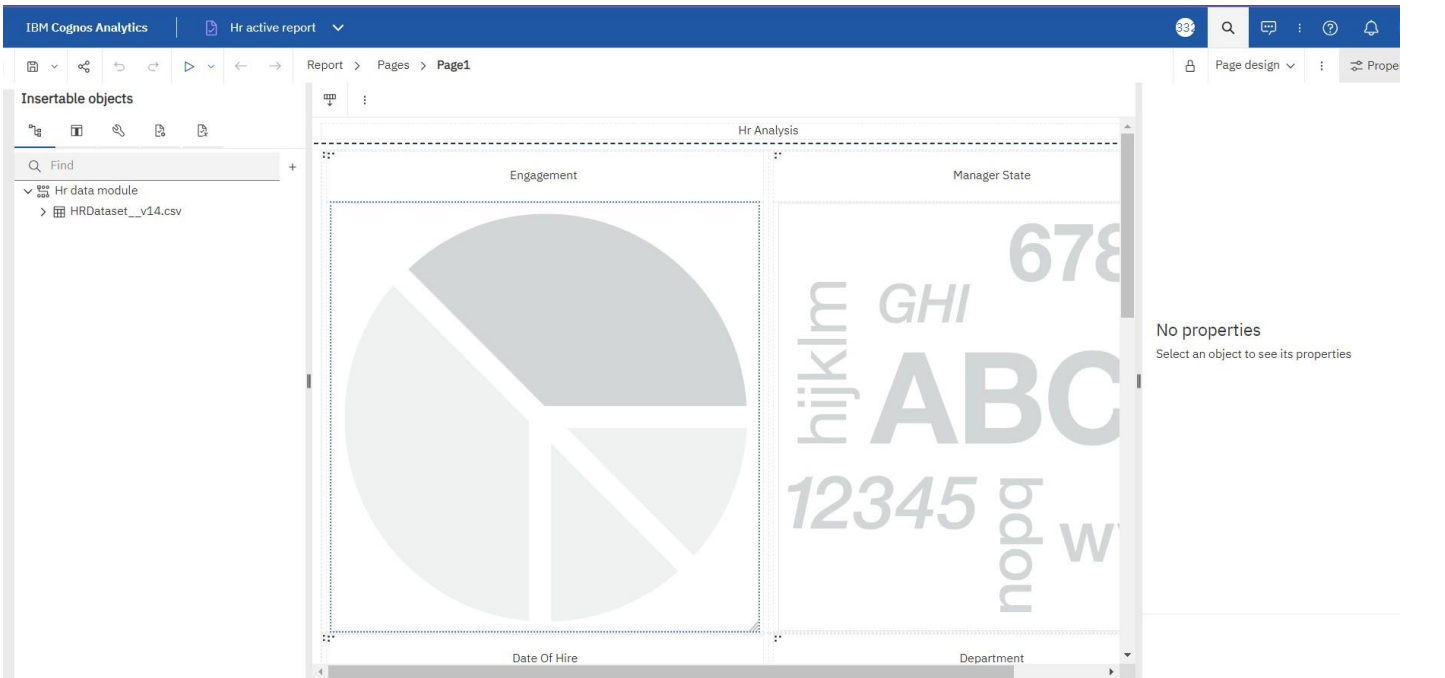 IBM Cognos Analytics
Hr active report
332
Report > Pages > Page1
Page design
Prope
Insertable objects
Find
+
Hr data module
HRDataset__v14.csv
Hr Analysis
Engagement
Manager State
678
GHI
hijklm
ABC
12345
nopq
w
No properties
Select an object to see its properties
Date Of Hire
Department